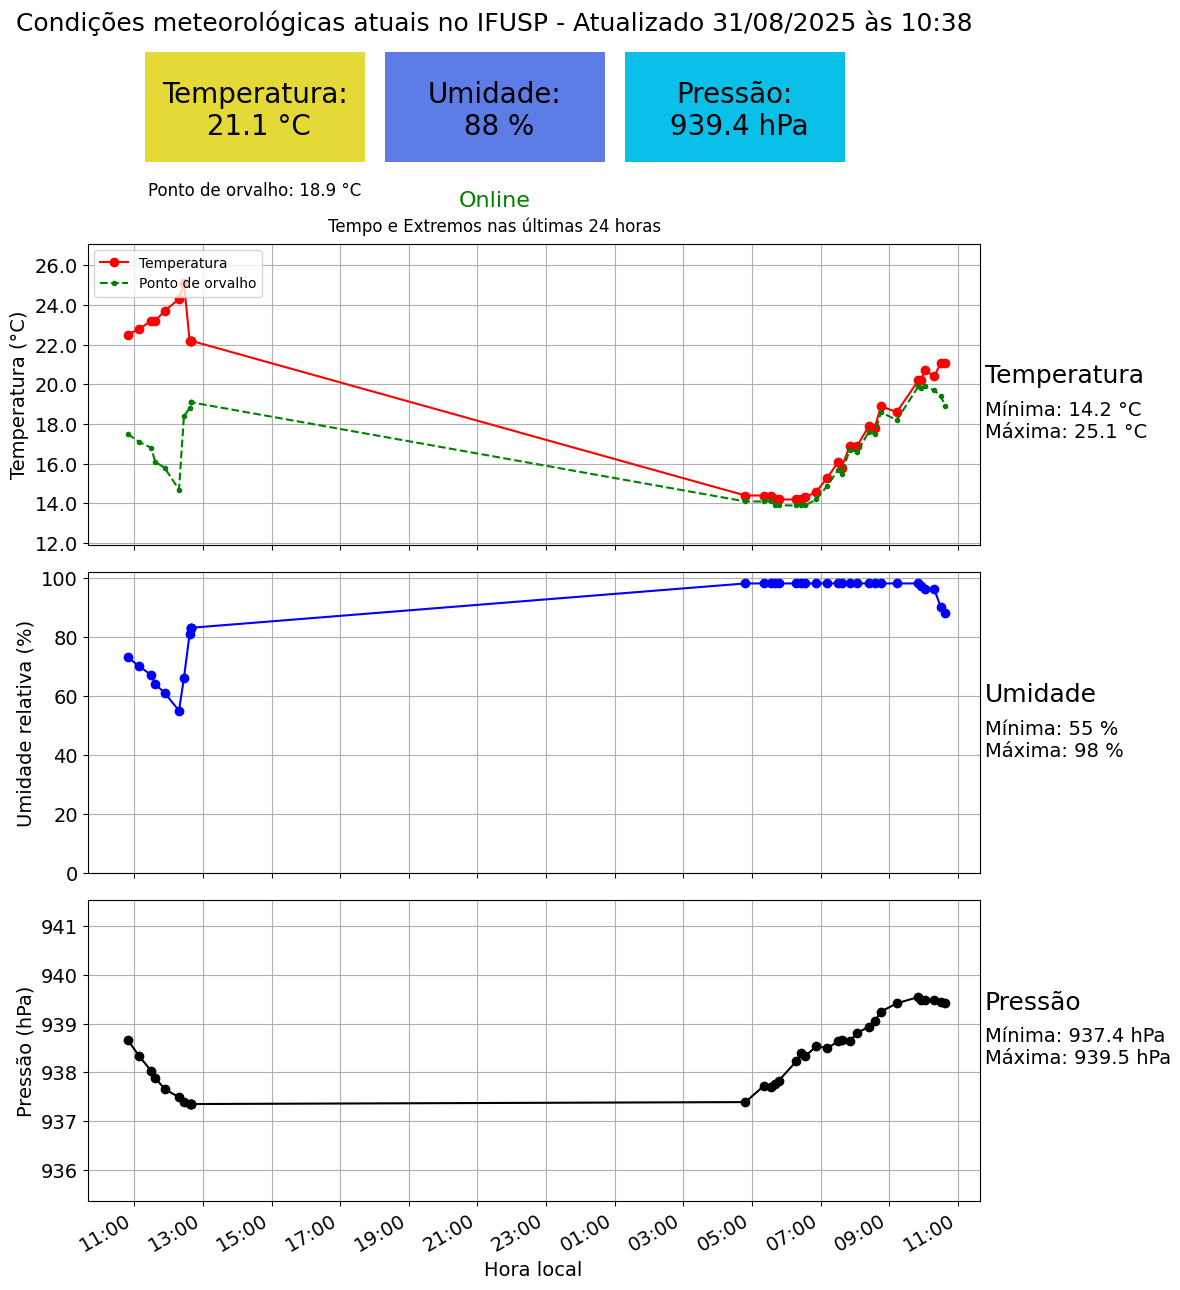 Condições meteorológicas atuais no IFUSP - Atualizado 31/08/2025 às 10:38
Temperatura:
21.1 °C
Umidade:
88 %
Pressão:
939.4 hPa
Ponto de orvalho: 18.9 °C
Online
Tempo e Extremos nas últimas 24 horas
Temperatura
Ponto de orvalho
Temperatura (°C)
26.0
24.0
22.0
20.0
18.0
16.0
14.0
12.0
Temperatura
Mínima: 14.2 °C
Máxima: 25.1 °C
Umidade relativa (%)
100
80
60
40
20
0
Umidade
Mínima: 55 %
Máxima: 98 %
Pressão (hPa)
941
940
939
938
937
936
Pressão
Mínima: 937.4 hPa
Máxima: 939.5 hPa
11:00 13:00 15:00 17:00 19:00 21:00 23:00 01:00 03:00 05:00 07:00 09:00 11:00
Hora local